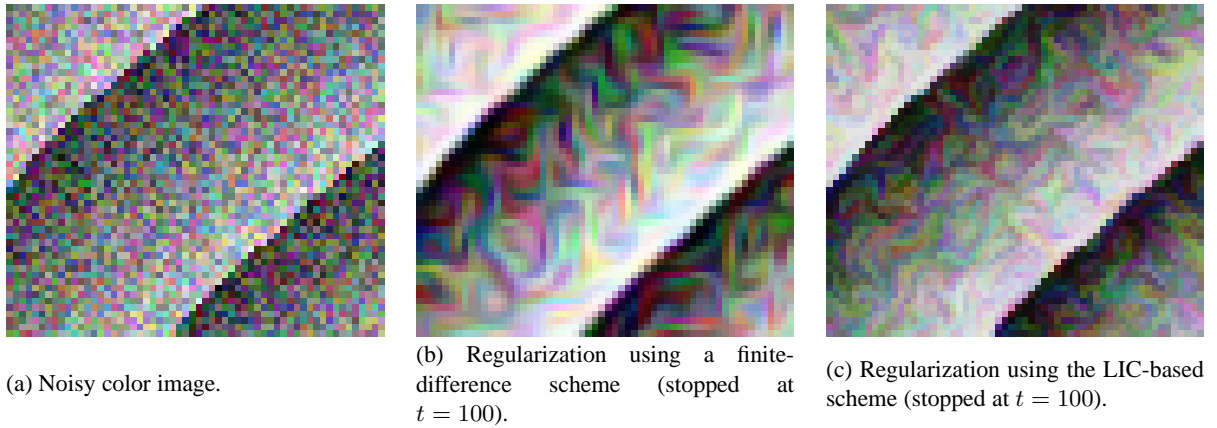 (a) Noisy color image.
(b) Regularization using a finite-
difference scheme (stopped at
t = 100).
(c) Regularization using the LIC-based
scheme (stopped at t = 100).